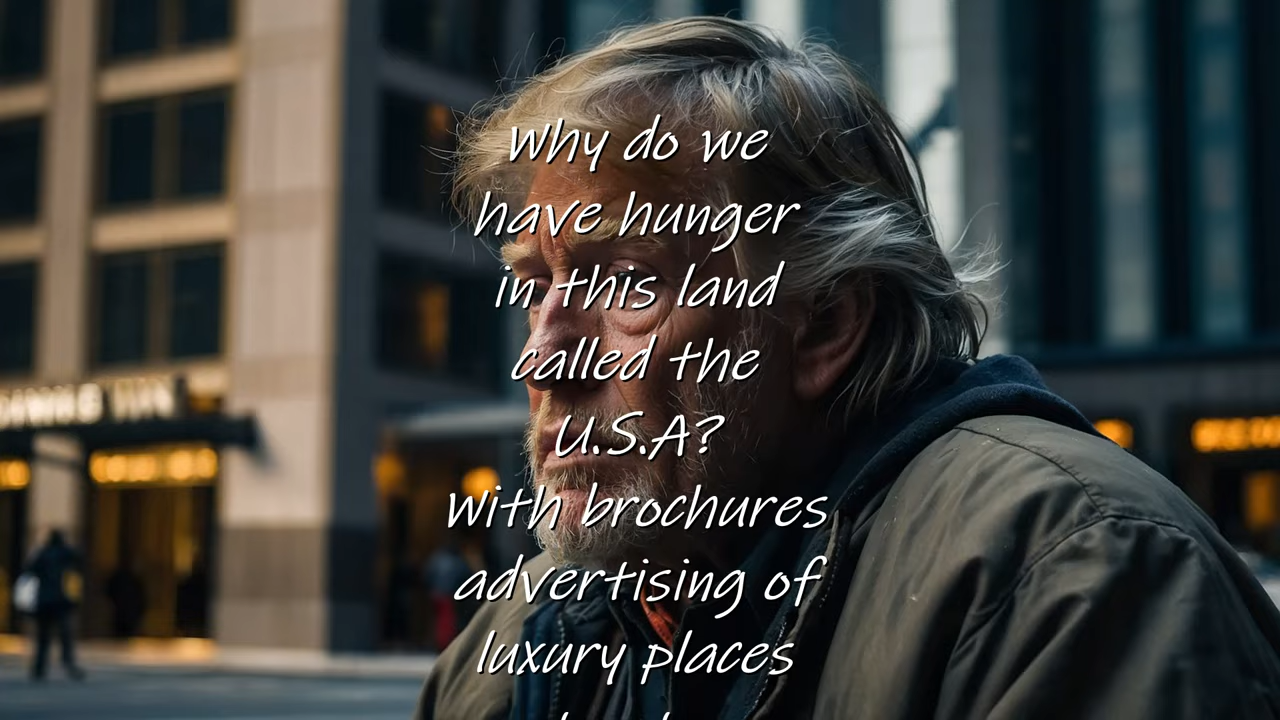 Why do we
have hunger
in this land
called the
U.S.A?
with brochures
advertising of
luxury places